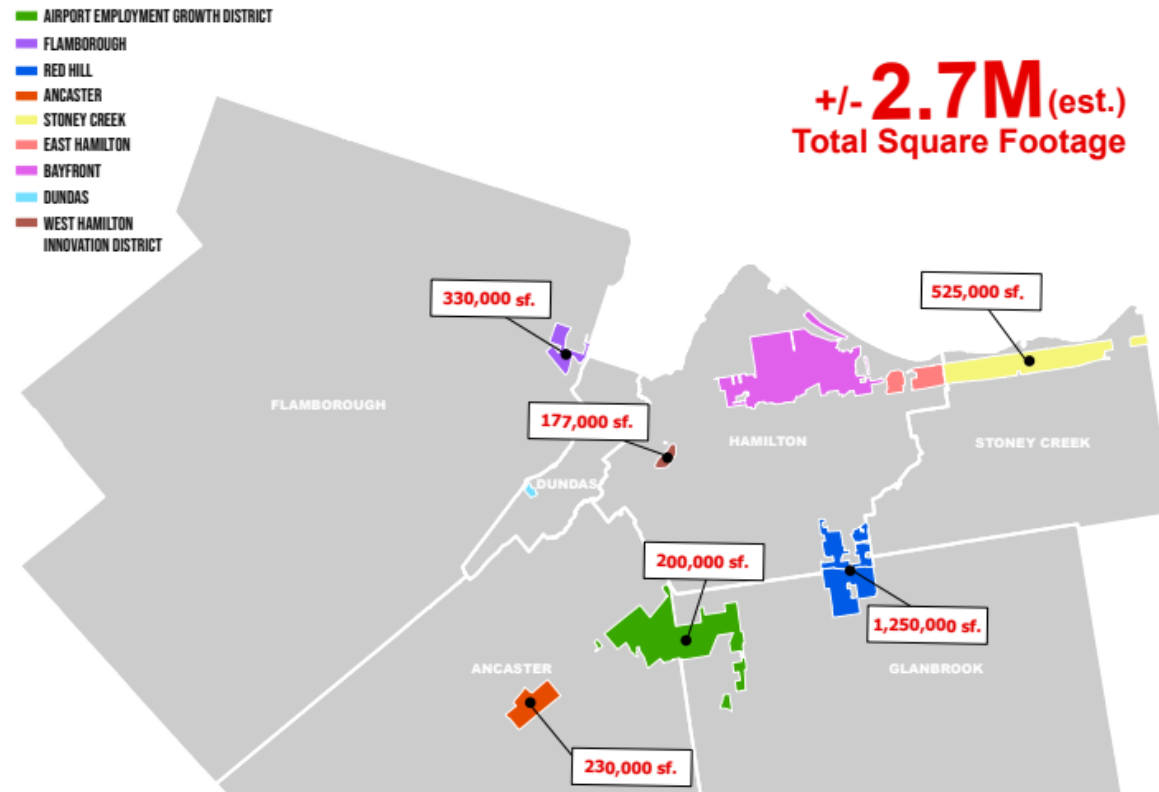 AIRPORT EMPLOYMENT GROWTH DISTRICT
FLAMBOROUGH
RED HILL
ANCASTER
STONEY CREEK
EAST HAMILTON
BAYFRONT
DUNDAS
WEST HAMILTON
INNOVATION DISTRICT
+/- 2.7M (est.)
Total Square Footage
330,000 sf.
525,000 sf.
FLAMBOROUGH
177,000 sf.
HAMILTON
STONEY CREEK
DUNDAS
200,000 sf.
1,250,000 sf.
ANCASTER
GLANBROOK
230,000 sf.